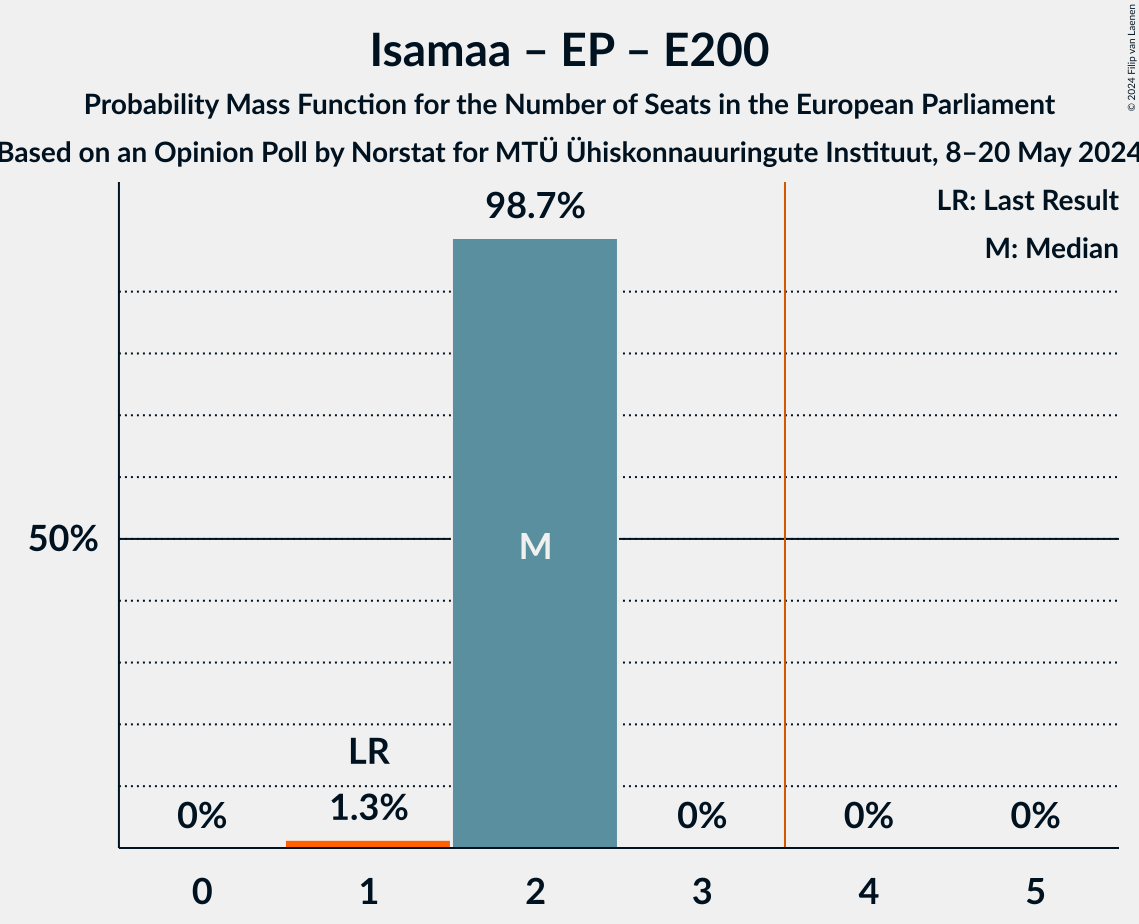 Isamaa – EP – E200
Probability Mass Function for the Number of Seats in the European Parliament
Based on an Opinion Poll by Norstat for MTÜ Ühiskonnauuringute Instituut, 8–20 May 2024
© 2024 Filip van Laenen
LR: Last Result
M: Median
98.7%
50%
M
LR
0% 1.3% 0% 0% 0%
0 1 2 3 4 5